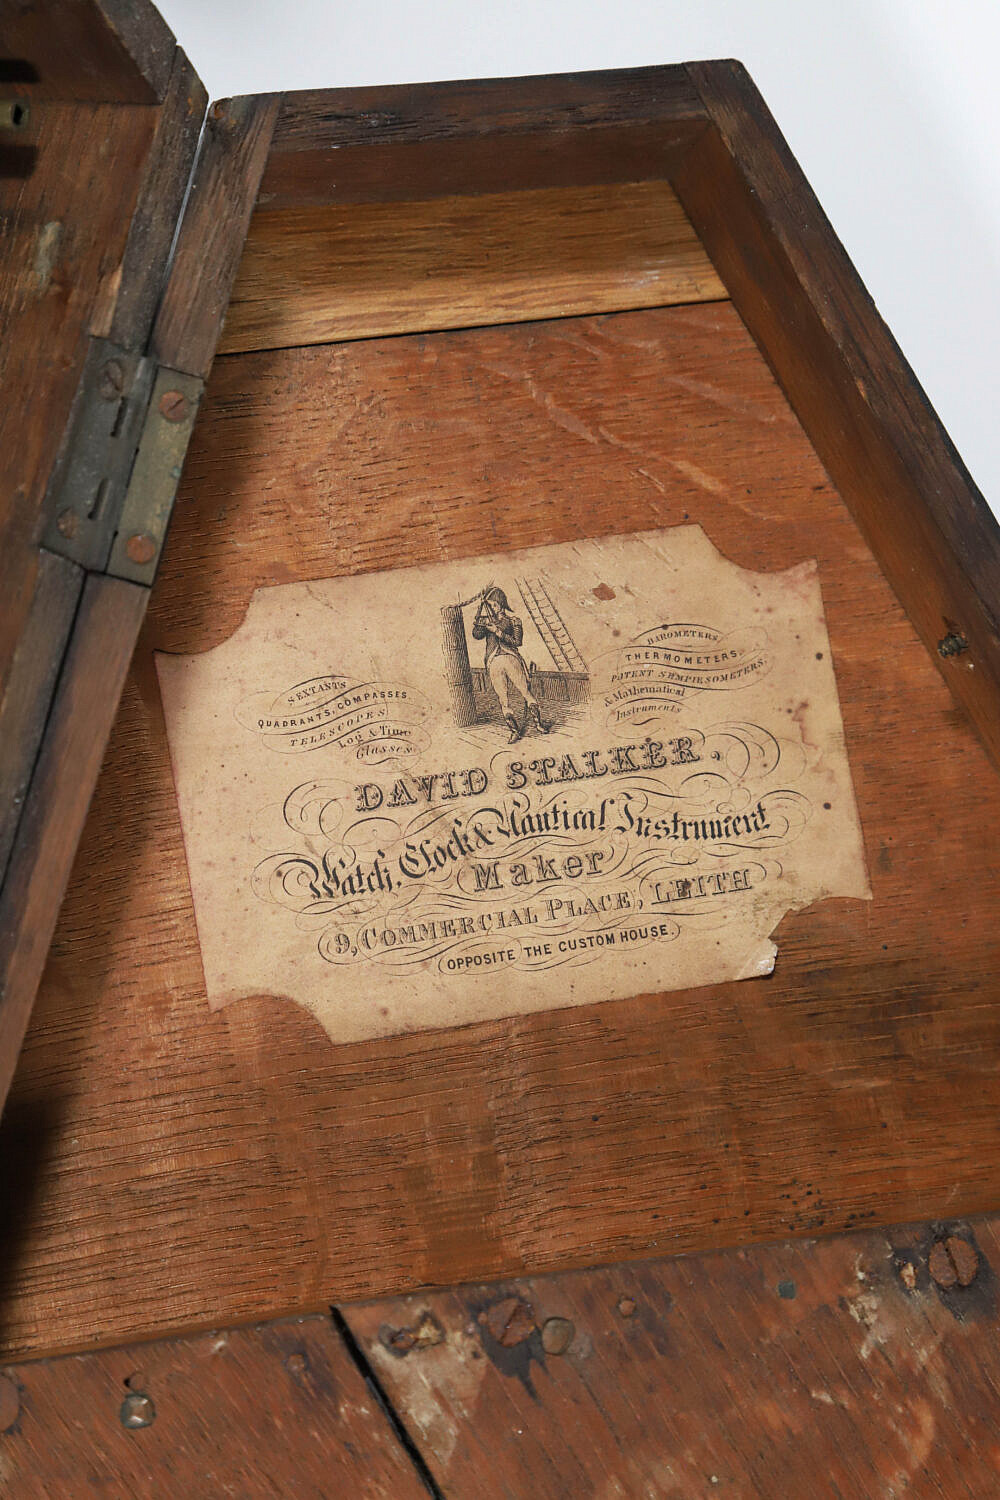 SEXTANTS
QUADRANTS, COMPASSES,
TELESCOPES
Log & Time
Glasses
BAROMETERS,
THERMOMETERS,
PATENT SYMPIESOMETERS,
& Mathematical
Instruments
DAVID STALKER,
Watch, Clock & Nautical Instrument
Maker
9, COMMERCIAL PLACE, LEITH
OPPOSITE THE CUSTOM HOUSE.